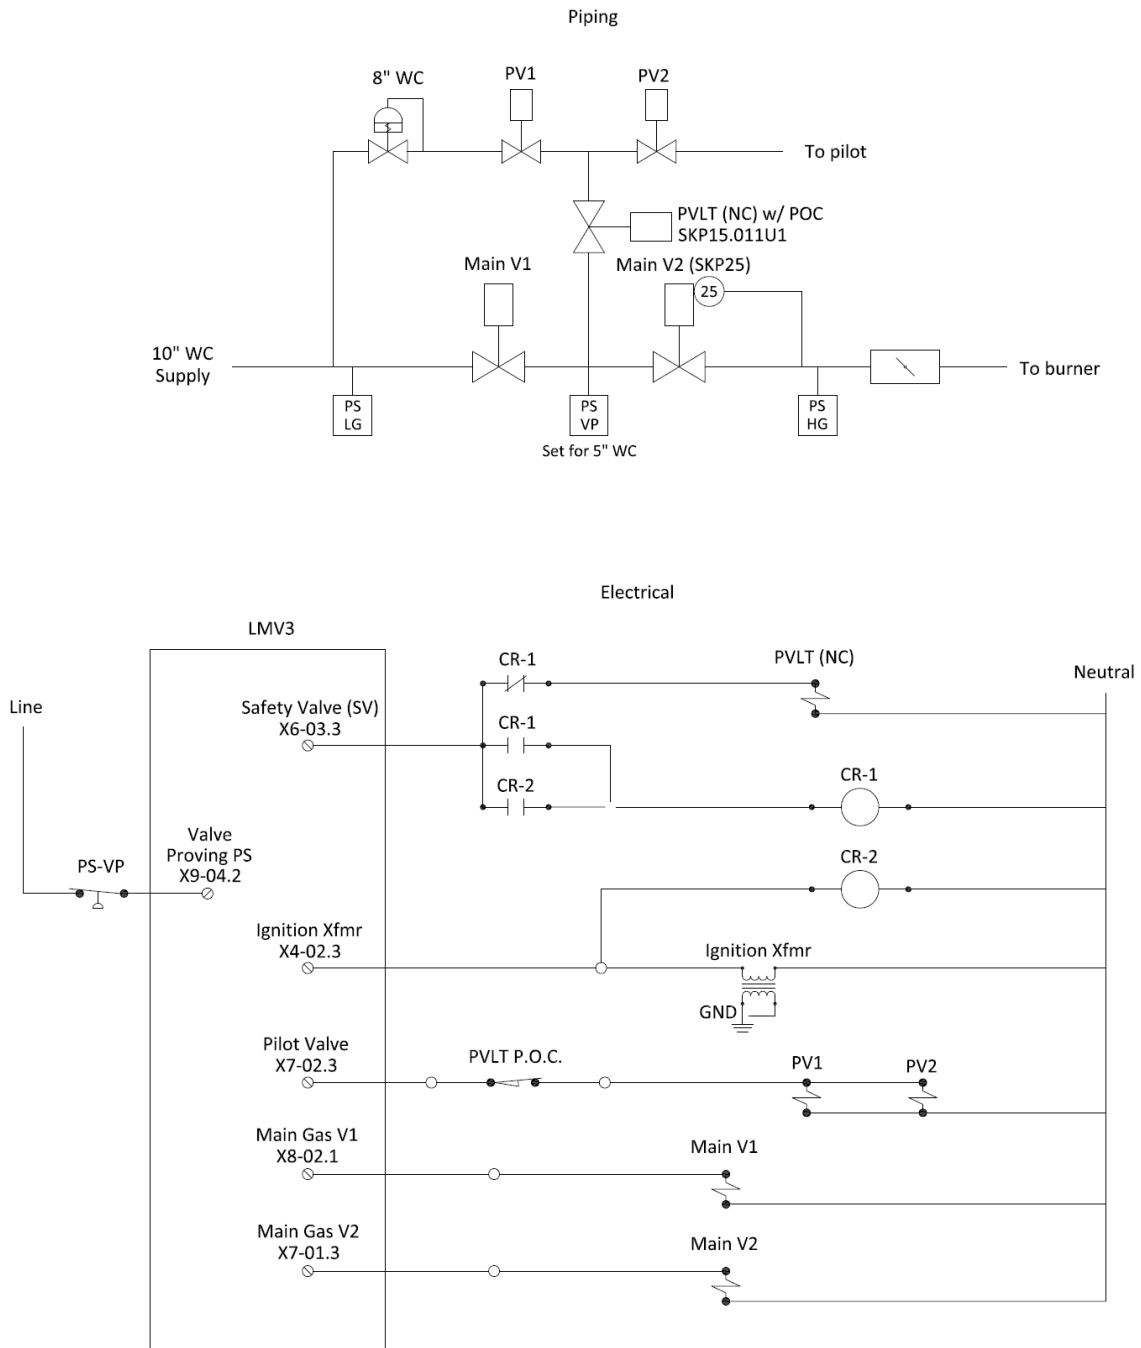 Piping
8" WC
PV1
PV2
To pilot
PVLT (NC) w/ POC
SKP15.011U1
Main V1
Main V2 (SKP25)
25
10" WC
Supply
To burner
PS
LG
PS
VP
PS
HG
Set for 5" WC
Electrical
LMV3
CR-1
PVLT (NC)
Neutral
Line
Safety Valve (SV)
X6-03.3
CR-1
CR-2
CR-1
Valve
Proving PS
X9-04.2
PS-VP
CR-2
Ignition Xfmr
X4-02.3
Ignition Xfmr
GND
Pilot Valve
X7-02.3
PVLT P.O.C.
PV1
PV2
Main Gas V1
X8-02.1
Main V1
Main Gas V2
X7-01.3
Main V2